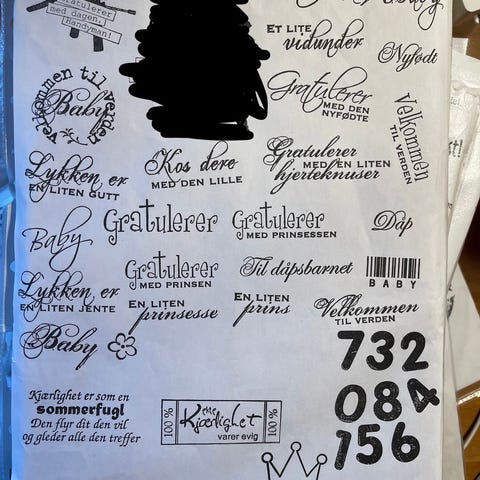 Gratulerer
med dagen,
Handyman!
baby
Et lite
vidunder
Nyfødt
Velkommen til verden
Baby
Gratulerer
MED DEN
NYFØDTE
Velkommen
TIL VERDEN
Lykken er
EN LITEN GUTT
Kos dere
MED DEN LILLE
Gratulerer
MED EN LITEN
hjerteknuser
Baby
Gratulerer
Gratulerer
MED PRINSESSEN
Dåp
Gratulerer
MED PRINSEN
Til dåpsbarnet
BABY
Lykken er
EN LITEN JENTE
En liten
prinsesse
En liten
prins
Velkommen
TIL VERDEN
Baby
732
084
156
Kjærlighet er som en
sommerfugl
Den flyr dit den vil
og gleder alle den treffer
100 %
Kjærlighet
varer evig
100 %